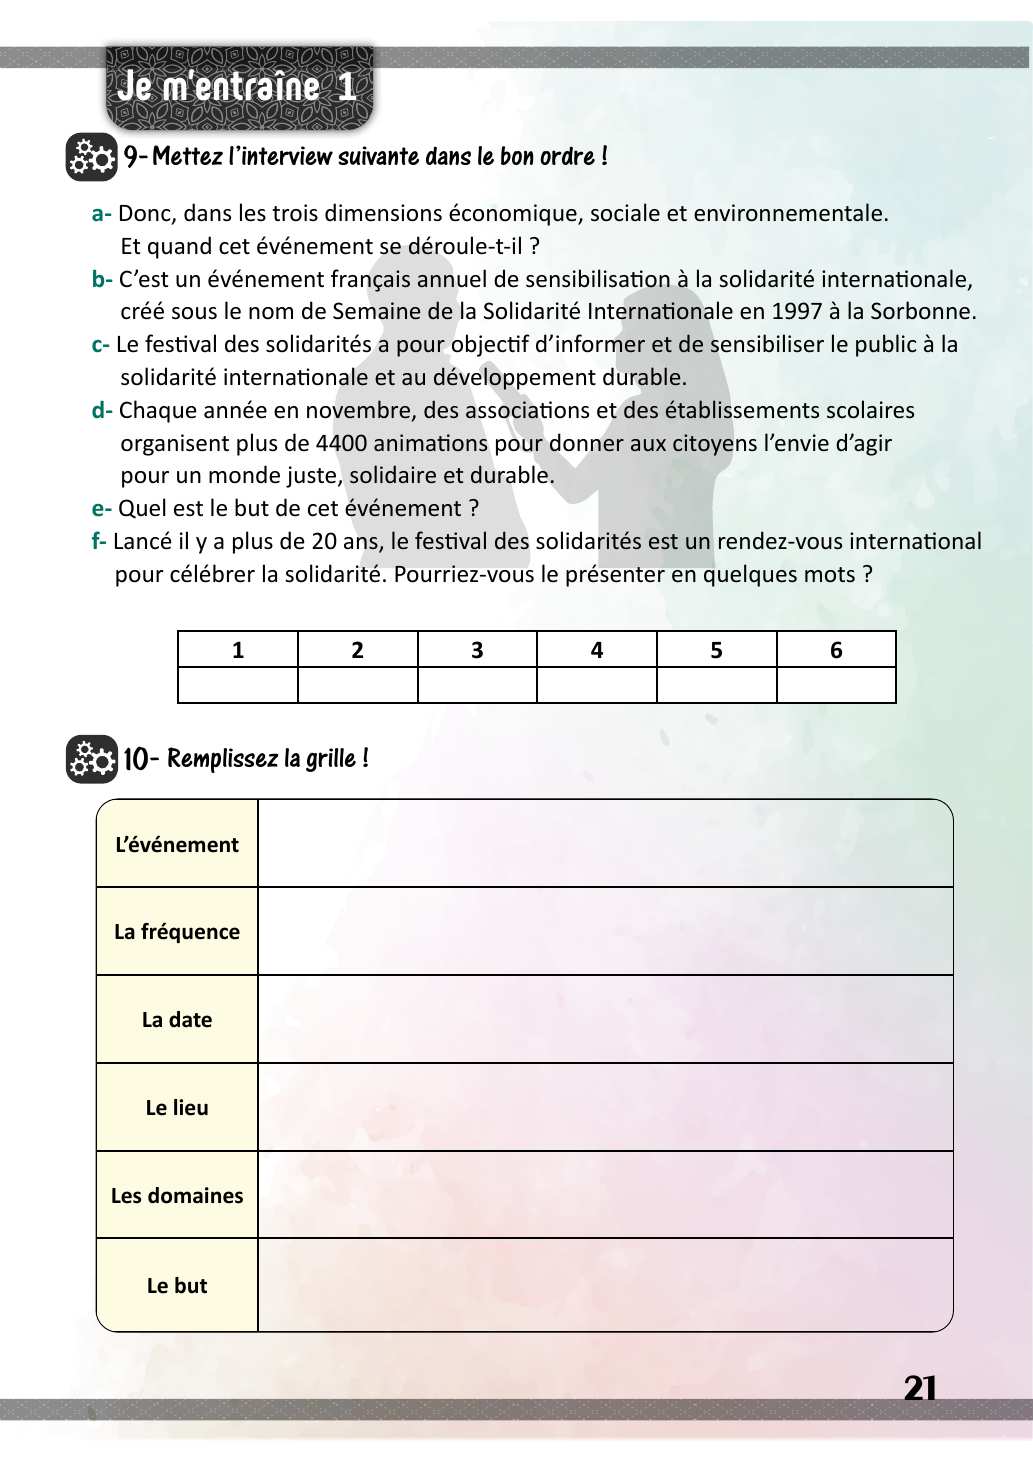 Je m'entraîne 1
9- Mettez l'interview suivante dans le bon ordre !
a- Donc, dans les trois dimensions économique, sociale et environnementale.
Et quand cet événement se déroule-t-il ?
b- C’est un événement français annuel de sensibilisation à la solidarité internationale,
créé sous le nom de Semaine de la Solidarité Internationale en 1997 à la Sorbonne.
c- Le festival des solidarités a pour objectif d’informer et de sensibiliser le public à la
solidarité internationale et au développement durable.
d- Chaque année en novembre, des associations et des établissements scolaires
organisent plus de 4400 animations pour donner aux citoyens l’envie d’agir
pour un monde juste, solidaire et durable.
e- Quel est le but de cet événement ?
f- Lancé il y a plus de 20 ans, le festival des solidarités est un rendez-vous international
pour célébrer la solidarité. Pourriez-vous le présenter en quelques mots ?
1 2 3 4 5 6
10- Remplissez la grille !
L’événement
La fréquence
La date
Le lieu
Les domaines
Le but
21